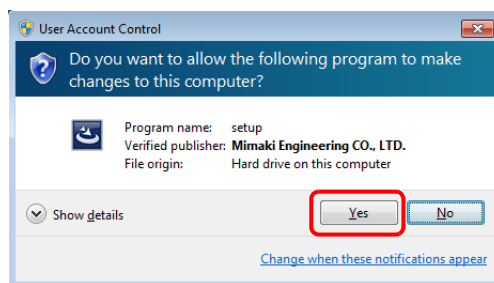 User Account Control
Do you want to allow the following program to make
changes to this computer?
Program name: setup
Verified publisher: Mimaki Engineering CO., LTD.
File origin: Hard drive on this computer
Show details
Yes
No
Change when these notifications appear